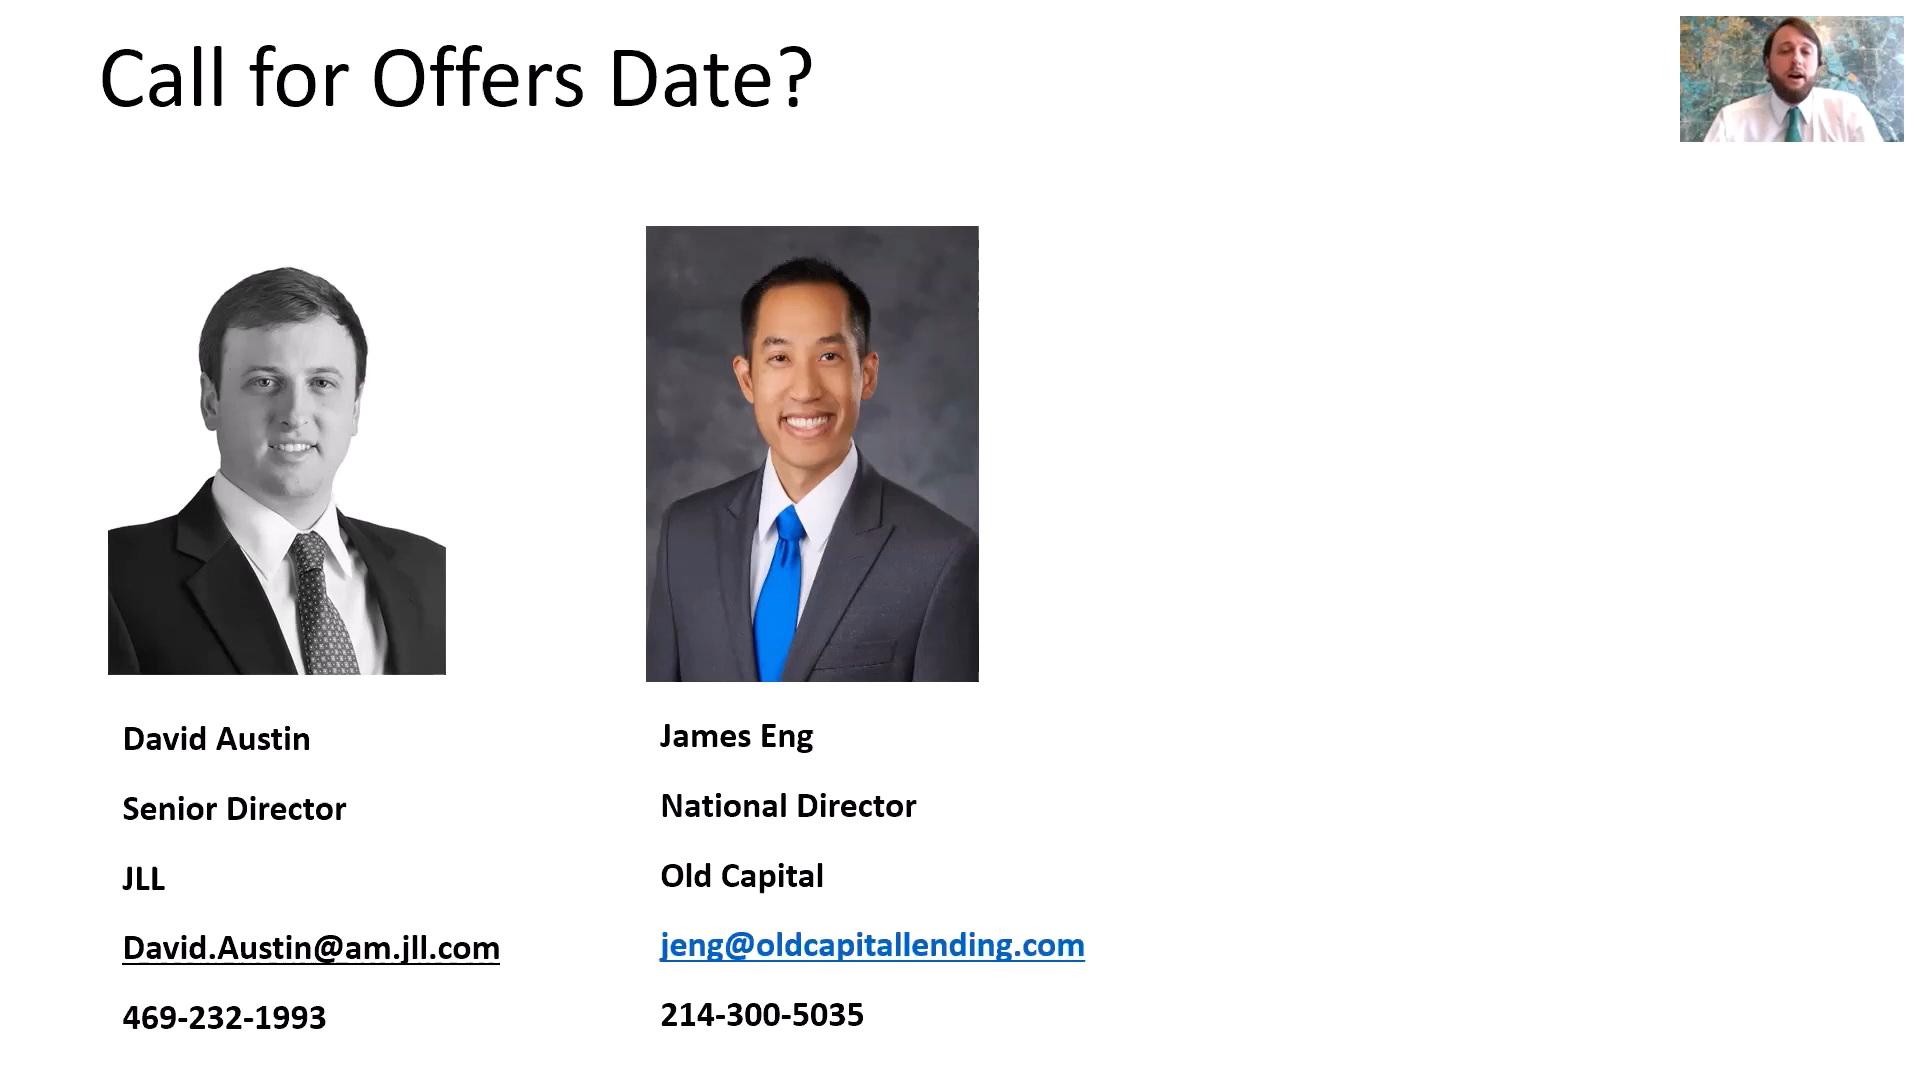 Call for Offers Date?
David Austin
Senior Director
JLL
David.Austin@am.jll.com
469-232-1993
James Eng
National Director
Old Capital
jeng@oldcapitallending.com
214-300-5035